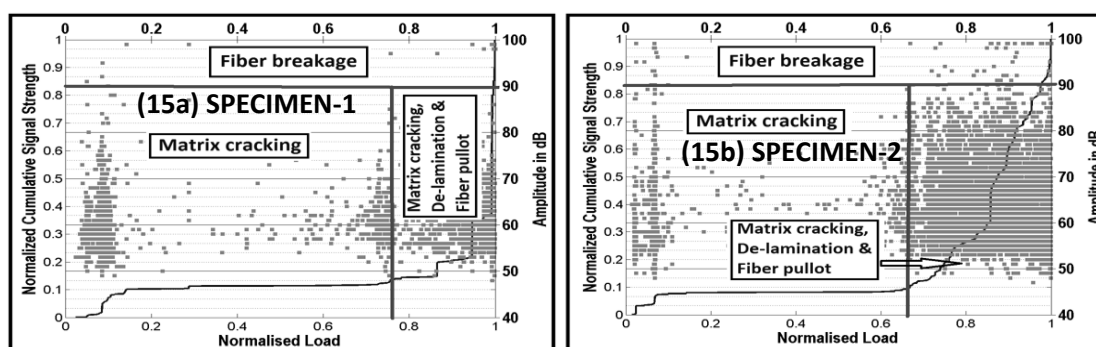 0 0.2 0.4 0.6 0.8 1
Fiber breakage
(15a) SPECIMEN-1
Matrix cracking
Matrix cracking,
De-lamination &
Fiber pullot
Normalized Cumulative Signal Strength
0.9
0.8
0.7
0.6
0.5
0.4
0.3
0.2
0.1
0
100
90
80
70
60
50
40
Amplitude in dB
0.2 0.4 0.6 0.8 1
Normalised Load
0 0.2 0.4 0.6 0.8 1
Fiber breakage
Matrix cracking
(15b) SPECIMEN-2
Matrix cracking,
De-lamination &
Fiber pullot
Normalized Cumulative Signal Strength
0.9
0.8
0.7
0.6
0.5
0.4
0.3
0.2
0.1
0
100
90
80
70
60
50
40
Amplitude in dB
0.2 0.4 0.6 0.8 1
Normalised Load